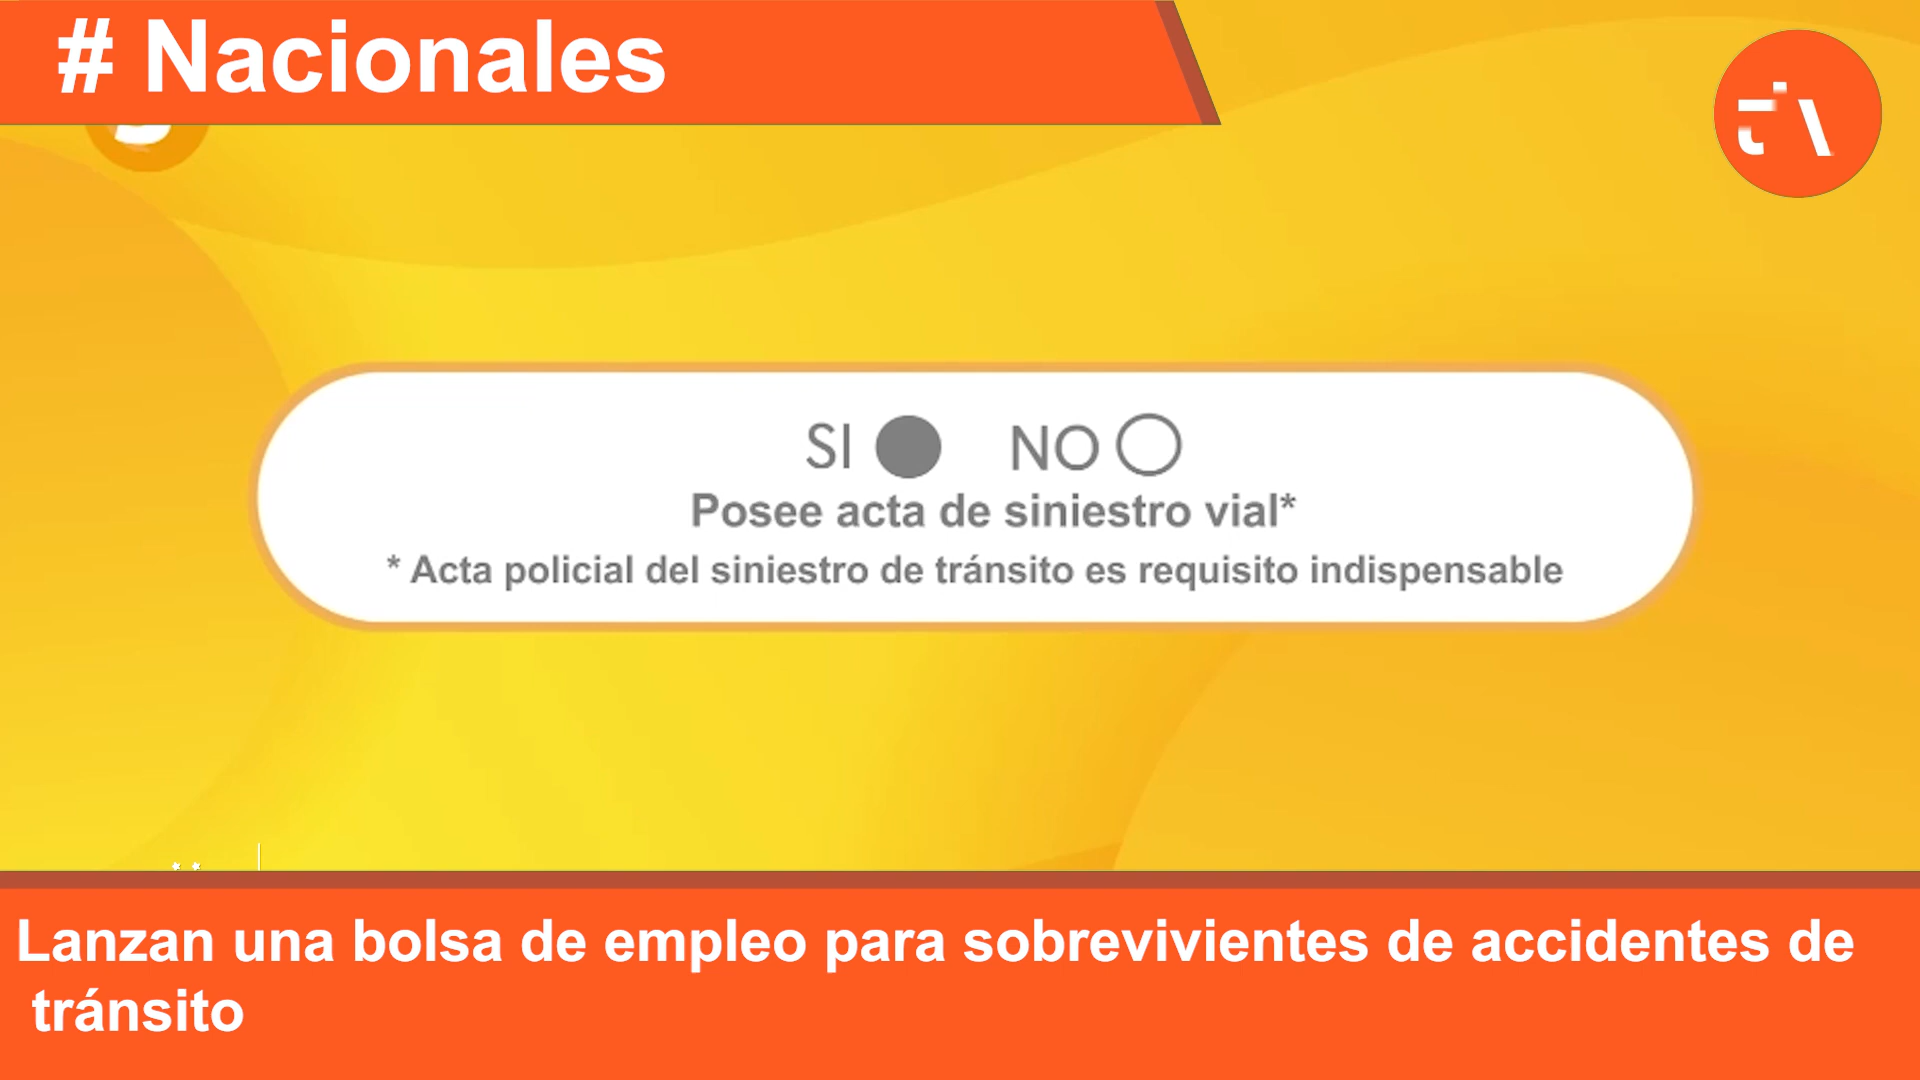 # Nacionales
SI NO
Posee acta de siniestro vial*
* Acta policial del siniestro de tránsito es requisito indispensable
Lanzan una bolsa de empleo para sobrevivientes de accidentes de
tránsito